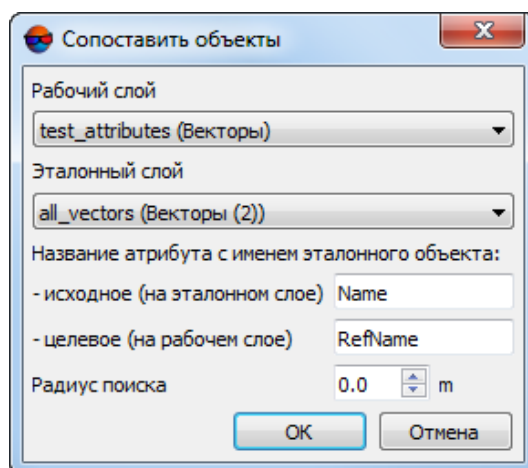 Сопоставить объекты
Рабочий слой
test_attributes (Векторы)
Эталонный слой
all_vectors (Векторы (2))
Название атрибута с именем эталонного объекта:
- исходное (на эталонном слое) Name
- целевое (на рабочем слое) RefName
Радиус поиска 0.0 m
OK Отмена